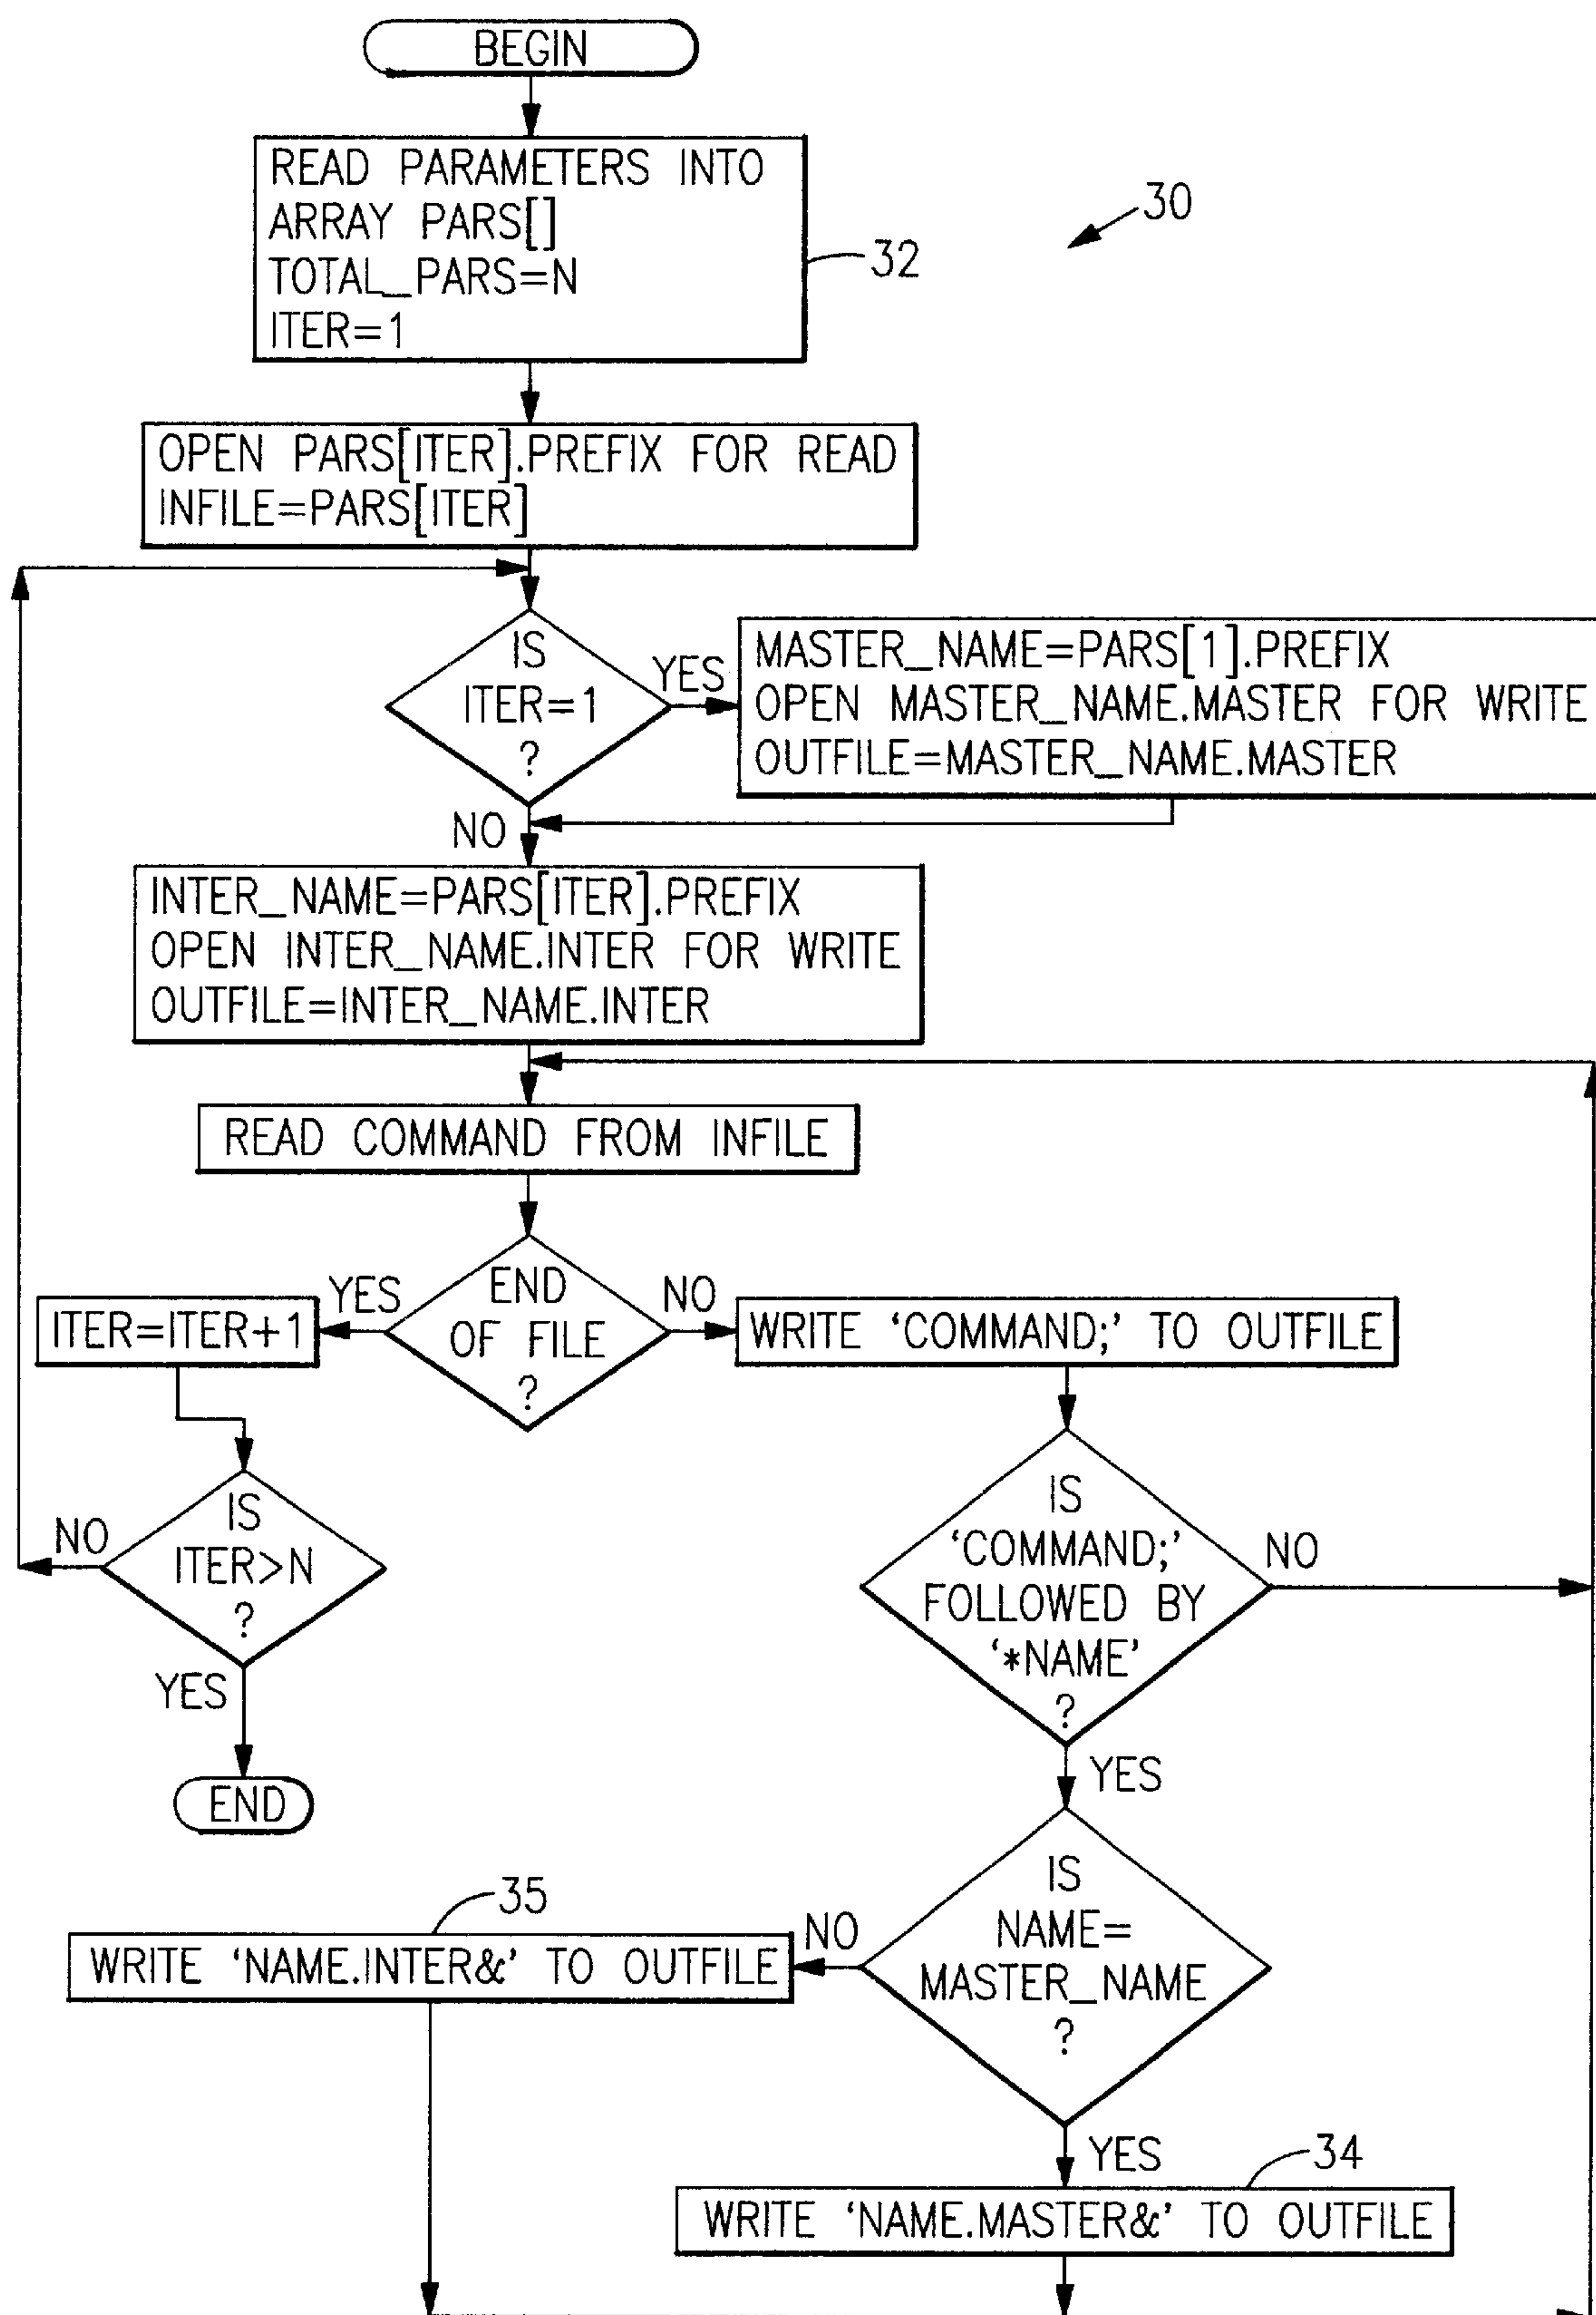 BEGIN
READ PARAMETERS INTO
ARRAY PARS[]
TOTAL_PARS=N
ITER=1
32
30
OPEN PARS[ITER].PREFIX FOR READ
INFILE=PARS[ITER]
IS
ITER=1
?
YES
MASTER_NAME=PARS[1].PREFIX
OPEN MASTER_NAME.MASTER FOR WRITE
OUTFILE=MASTER_NAME.MASTER
NO
INTER_NAME=PARS[ITER].PREFIX
OPEN INTER_NAME.INTER FOR WRITE
OUTFILE=INTER_NAME.INTER
READ COMMAND FROM INFILE
END
OF FILE
?
YES
ITER=ITER+1
NO
WRITE ‘COMMAND;’ TO OUTFILE
IS
ITER>N
?
NO
YES
END
IS
‘COMMAND;’
FOLLOWED BY
‘*NAME’
?
NO
YES
IS
NAME=
MASTER_NAME
?
NO
35
WRITE ‘NAME.INTER&’ TO OUTFILE
YES
34
WRITE ‘NAME.MASTER&’ TO OUTFILE